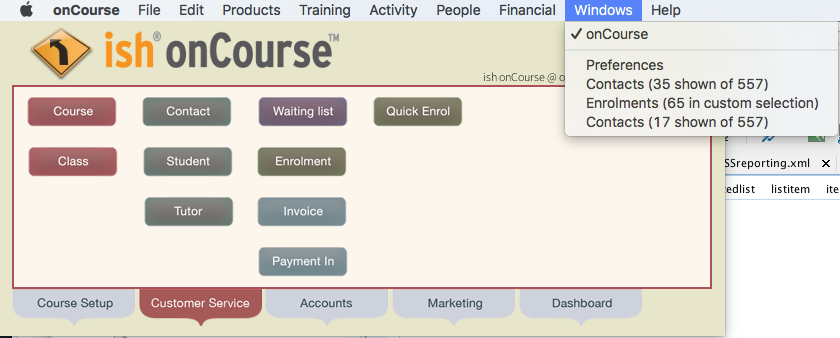 onCourse File Edit Products Training Activity People Financial Windows Help
✓ onCourse
Preferences
Contacts (35 shown of 557)
Enrolments (65 in custom selection)
Contacts (17 shown of 557)
ish® onCourse™
ish onCourse @ o
Course Contact Waiting list Quick Enrol
Class Student Enrolment
Tutor Invoice
Payment In
Course Setup Customer Service Accounts Marketing Dashboard
SSreporting.xml ×
edlist listitem ite